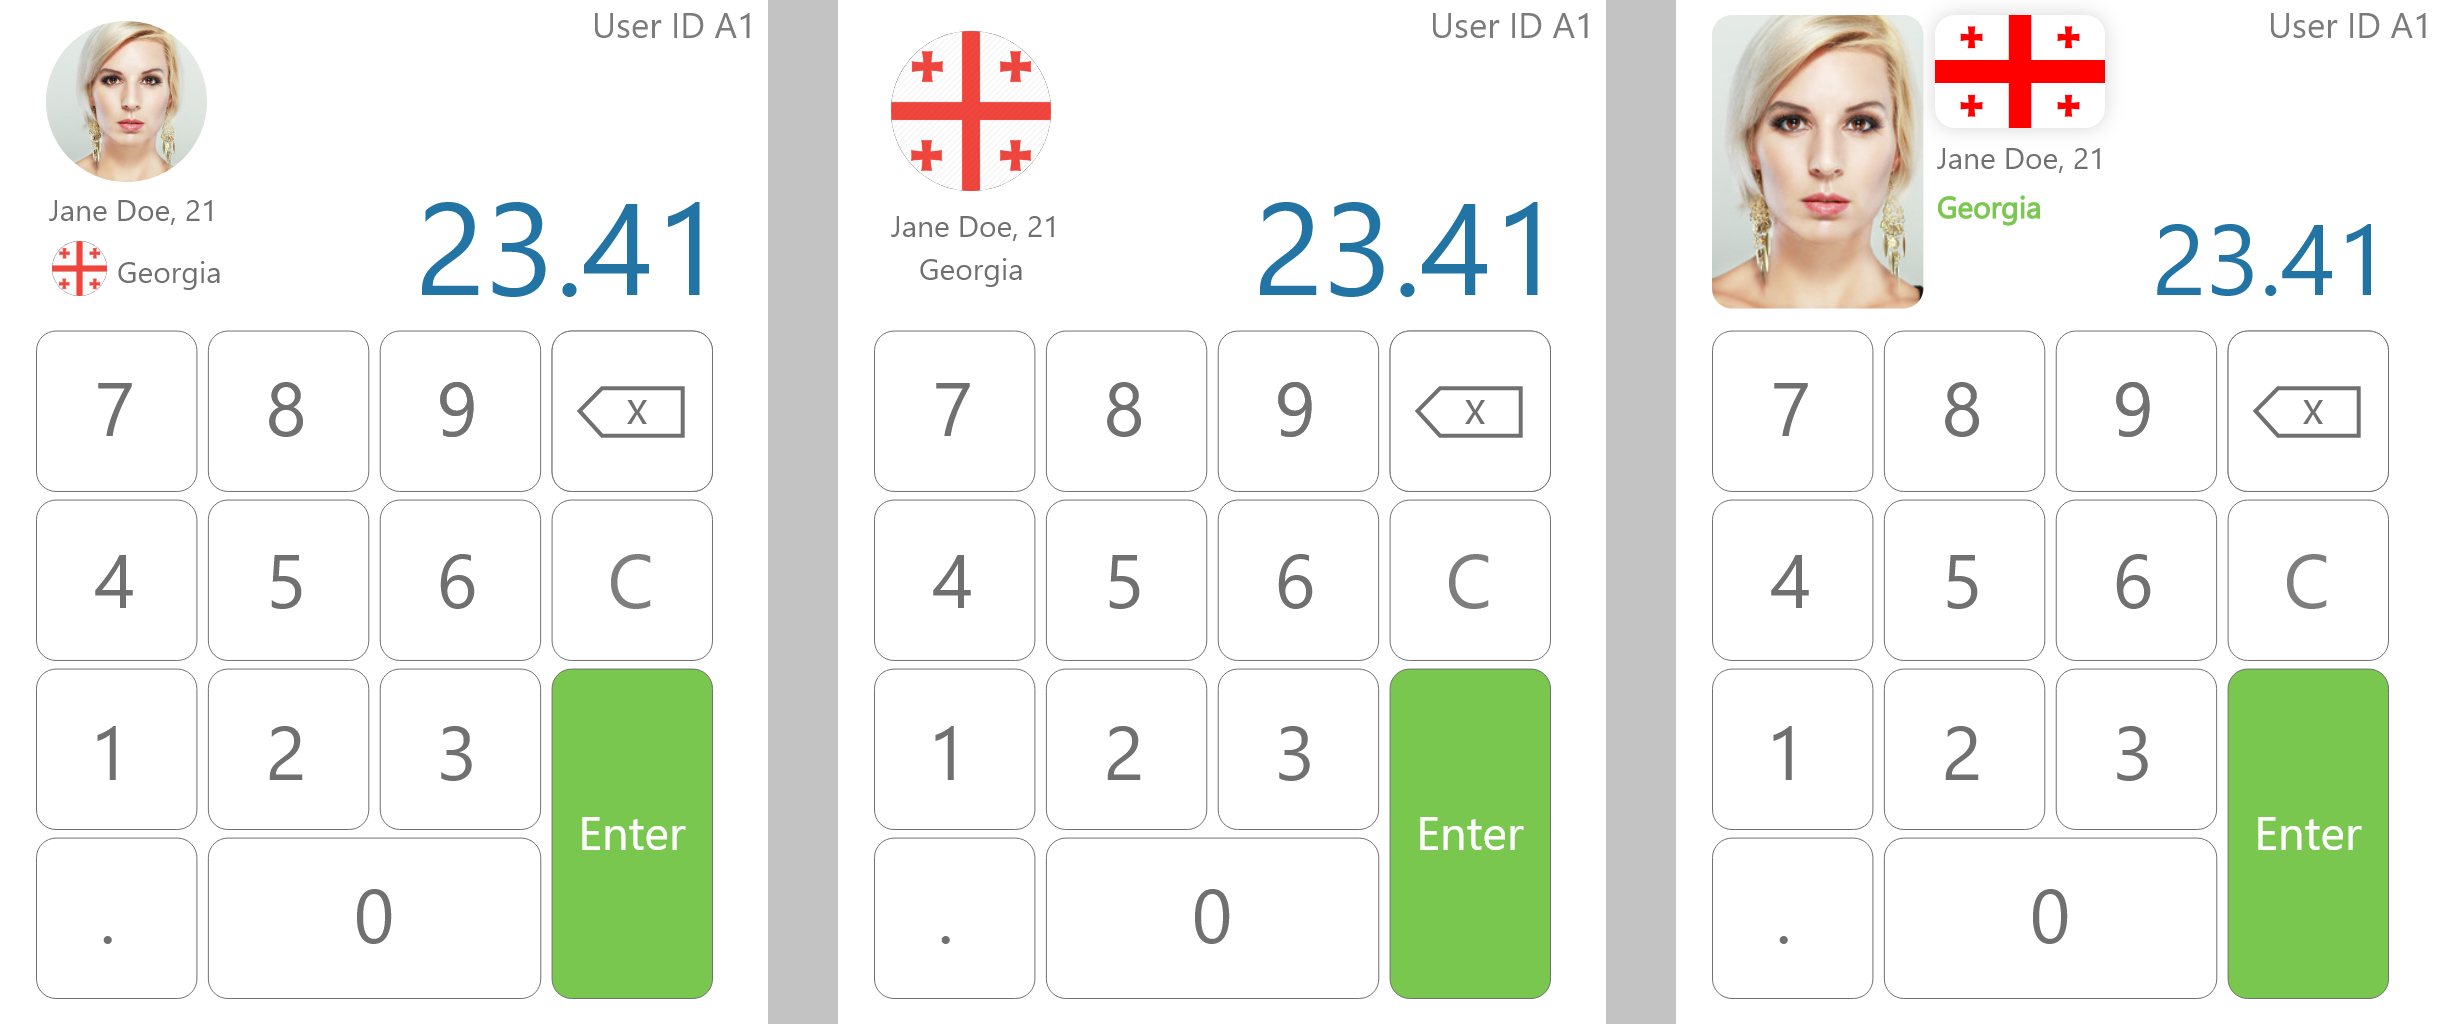 User ID A1
Jane Doe, 21
Georgia
23.41
7 8 9 X
4 5 6 C
1 2 3
Enter
. 0
User ID A1
Jane Doe, 21
Georgia
23.41
7 8 9 X
4 5 6 C
1 2 3
Enter
. 0
User ID A1
Jane Doe, 21
Georgia
23.41
7 8 9 X
4 5 6 C
1 2 3
Enter
. 0